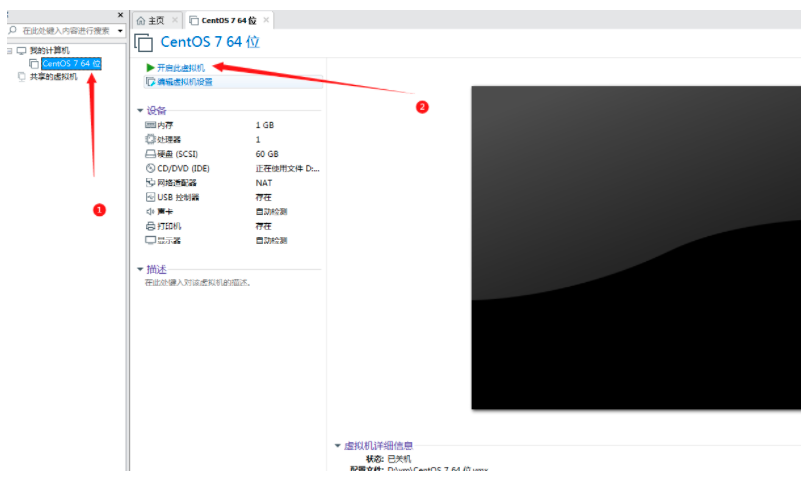 主页 × CentOS 7 64 位 ×
在此处键入内容进行搜索
我的计算机
CentOS 7 64 位
共享的虚拟机
CentOS 7 64 位
开启此虚拟机
编辑虚拟机设置
设备
内存 1 GB
处理器 1
硬盘 (SCSI) 60 GB
CD/DVD (IDE) 正在使用文件 D:...
网络适配器 NAT
USB 控制器 存在
声卡 自动检测
打印机 存在
显示器 自动检测
描述
在此处键入对该虚拟机的描述。
1
2
虚拟机详细信息
状态: 已关机
配置文件: D:\vm\CentOS 7 64 位.vmx